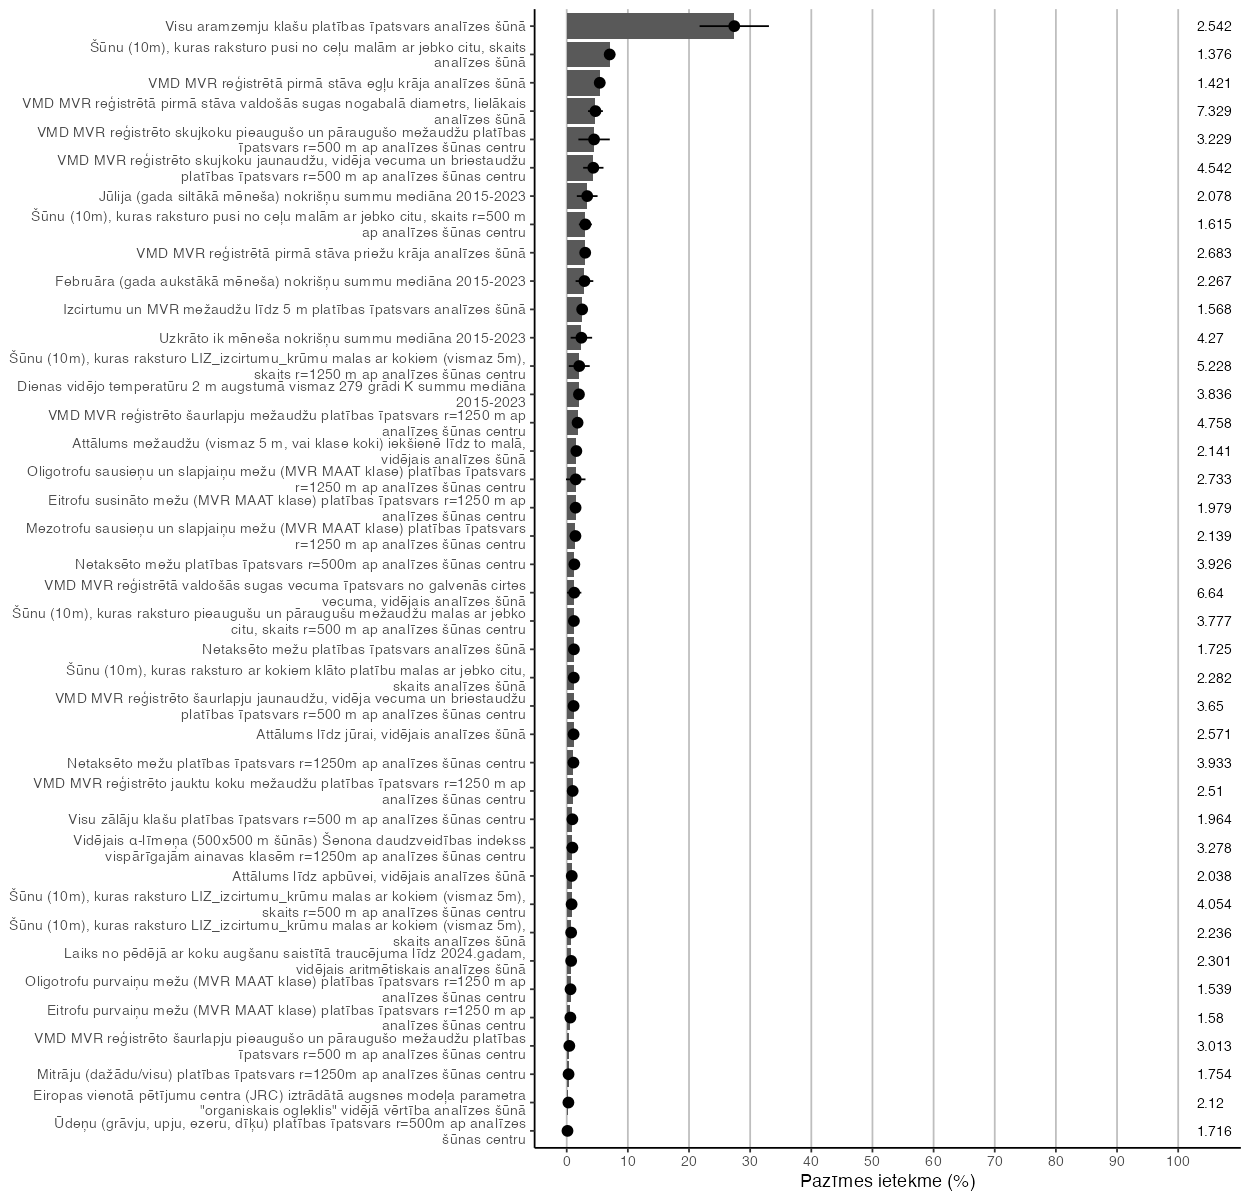 Visu aramzemju klašu platības īpatsvars analīzes šūnā
2.542
Šūnu (10m), kuras raksturo pusi no ceļu malām ar jebko citu, skaits
analīzes šūnā
1.376
VMD MVR reģistrētā pirmā stāva egļu krāja analīzes šūnā
1.421
VMD MVR reģistrētā pirmā stāva valdošās sugas nogabalā diametrs, lielākais
analīzes šūnā
7.329
VMD MVR reģistrēto skujkoku pieaugušo un pāraugušo mežaudžu platības
īpatsvars r=500 m ap analīzes šūnas centru
3.229
VMD MVR reģistrēto skujkoku jaunaudžu, vidēja vecuma un briestaudžu
platības īpatsvars r=500 m ap analīzes šūnas centru
4.542
Jūlija (gada siltākā mēneša) nokrišņu summu mediāna 2015-2023
2.078
Šūnu (10m), kuras raksturo pusi no ceļu malām ar jebko citu, skaits r=500 m
ap analīzes šūnas centru
1.615
VMD MVR reģistrētā pirmā stāva priežu krāja analīzes šūnā
2.683
Februāra (gada aukstākā mēneša) nokrišņu summu mediāna 2015-2023
2.267
Izcirtumu un MVR mežaudžu līdz 5 m platības īpatsvars analīzes šūnā
1.568
Uzkrāto ik mēneša nokrišņu summu mediāna 2015-2023
4.27
Šūnu (10m), kuras raksturo LIZ_izcirtumu_krūmu malas ar kokiem (vismaz 5m),
skaits r=1250 m ap analīzes šūnas centru
5.228
Dienas vidējo temperatūru 2 m augstumā vismaz 279 grādi K summu mediāna
2015-2023
3.836
VMD MVR reģistrēto šaurlapju mežaudžu platības īpatsvars r=1250 m ap
analīzes šūnas centru
4.758
Attālums mežaudžu (vismaz 5 m, vai klase koki) iekšienē līdz to malā,
vidējais analīzes šūnā
2.141
Oligotrofu sausieņu un slapjaiņu mežu (MVR MAAT klase) platības īpatsvars
r=1250 m ap analīzes šūnas centru
2.733
Eitrofu susināto mežu (MVR MAAT klase) platības īpatsvars r=1250 m ap
analīzes šūnas centru
1.979
Mezotrofu sausieņu un slapjaiņu mežu (MVR MAAT klase) platības īpatsvars
r=1250 m ap analīzes šūnas centru
2.139
Netaksēto mežu platības īpatsvars r=500m ap analīzes šūnas centru
3.926
VMD MVR reģistrētā valdošās sugas vecuma īpatsvars no galvenās cirtes
vecuma, vidējais analīzes šūnā
6.64
Šūnu (10m), kuras raksturo pieaugušu un pāraugušu mežaudžu malas ar jebko
citu, skaits r=500 m ap analīzes šūnas centru
3.777
Netaksēto mežu platības īpatsvars analīzes šūnā
1.725
Šūnu (10m), kuras raksturo ar kokiem klāto platību malas ar jebko citu,
skaits analīzes šūnā
2.282
VMD MVR reģistrēto šaurlapju jaunaudžu, vidēja vecuma un briestaudžu
platības īpatsvars r=500 m ap analīzes šūnas centru
3.65
Attālums līdz jūrai, vidējais analīzes šūnā
2.571
Netaksēto mežu platības īpatsvars r=1250m ap analīzes šūnas centru
3.933
VMD MVR reģistrēto jauktu koku mežaudžu platības īpatsvars r=1250 m ap
analīzes šūnas centru
2.51
Visu zālāju klašu platības īpatsvars r=500 m ap analīzes šūnas centru
1.964
Vidējais α-līmeņa (500x500 m šūnās) Šenona daudzveidības indekss
vispārīgajām ainavas klasēm r=1250m ap analīzes šūnas centru
3.278
Attālums līdz apbūvei, vidējais analīzes šūnā
2.038
Šūnu (10m), kuras raksturo LIZ_izcirtumu_krūmu malas ar kokiem (vismaz 5m),
skaits r=500 m ap analīzes šūnas centru
4.054
Šūnu (10m), kuras raksturo LIZ_izcirtumu_krūmu malas ar kokiem (vismaz 5m),
skaits analīzes šūnā
2.236
Laiks no pēdējā ar koku augšanu saistītā traucējuma līdz 2024.gadam,
vidējais aritmētiskais analīzes šūnā
2.301
Oligotrofu purvaiņu mežu (MVR MAAT klase) platības īpatsvars r=1250 m ap
analīzes šūnas centru
1.539
Eitrofu purvaiņu mežu (MVR MAAT klase) platības īpatsvars r=1250 m ap
analīzes šūnas centru
1.58
VMD MVR reģistrēto šaurlapju pieaugušo un pāraugušo mežaudžu platības
īpatsvars r=500 m ap analīzes šūnas centru
3.013
Mitrāju (dažādu/visu) platības īpatsvars r=1250m ap analīzes šūnas centru
1.754
Eiropas vienotā pētījumu centra (JRC) iztrādātā augsnes modeļa parametra
"organiskais ogleklis" vidējā vērtība analīzes šūnā
2.12
Ūdeņu (grāvju, upju, ezeru, dīķu) platības īpatsvars r=500m ap analīzes
šūnas centru
1.716
0 10 20 30 40 50 60 70 80 90 100
Pazīmes ietekme (%)